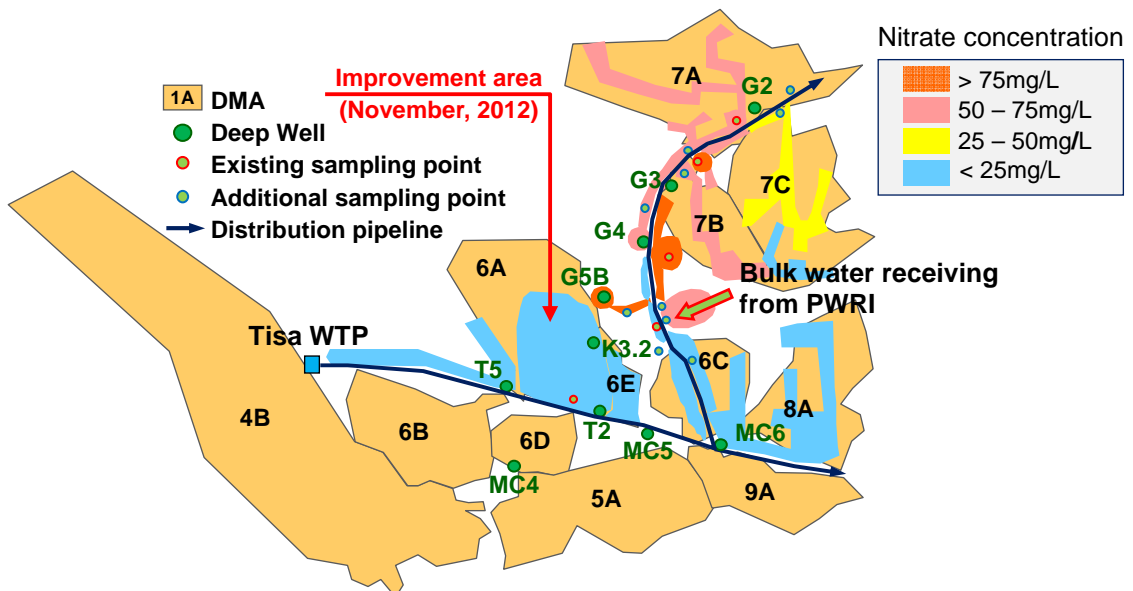 Nitrate concentration
> 75mg/L
50 – 75mg/L
25 – 50mg/L
< 25mg/L
Improvement area
(November, 2012)
1A DMA
Deep Well
Existing sampling point
Additional sampling point
Distribution pipeline
7A
G2
7C
G3
7B
G4
6A
G5B
Bulk water receiving
from PWRI
Tisa WTP
K3.2
6C
T5
6E
4B
6B
8A
T2
6D
MC5
MC6
MC4
5A
9A